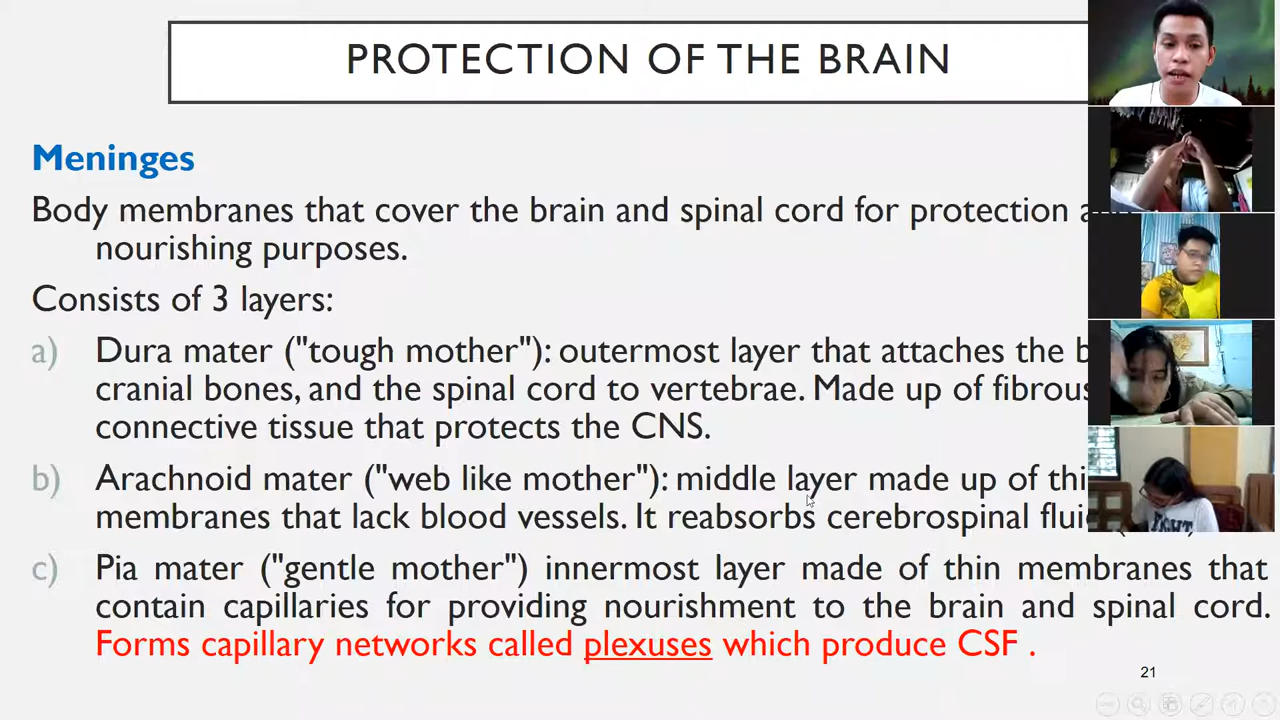 PROTECTION OF THE BRAIN
Meninges
Body membranes that cover the brain and spinal cord for protection
nourishing purposes.
Consists of 3 layers:
a) Dura mater ("tough mother"): outermost layer that attaches the
cranial bones, and the spinal cord to vertebrae. Made up of fibrous
connective tissue that protects the CNS.
b) Arachnoid mater ("web like mother"): middle layer made up of
membranes that lack blood vessels. It reabsorbs cerebrospinal
c) Pia mater ("gentle mother") innermost layer made of thin membranes that
contain capillaries for providing nourishment to the brain and spinal cord.
Forms capillary networks called plexuses which produce CSF .
21